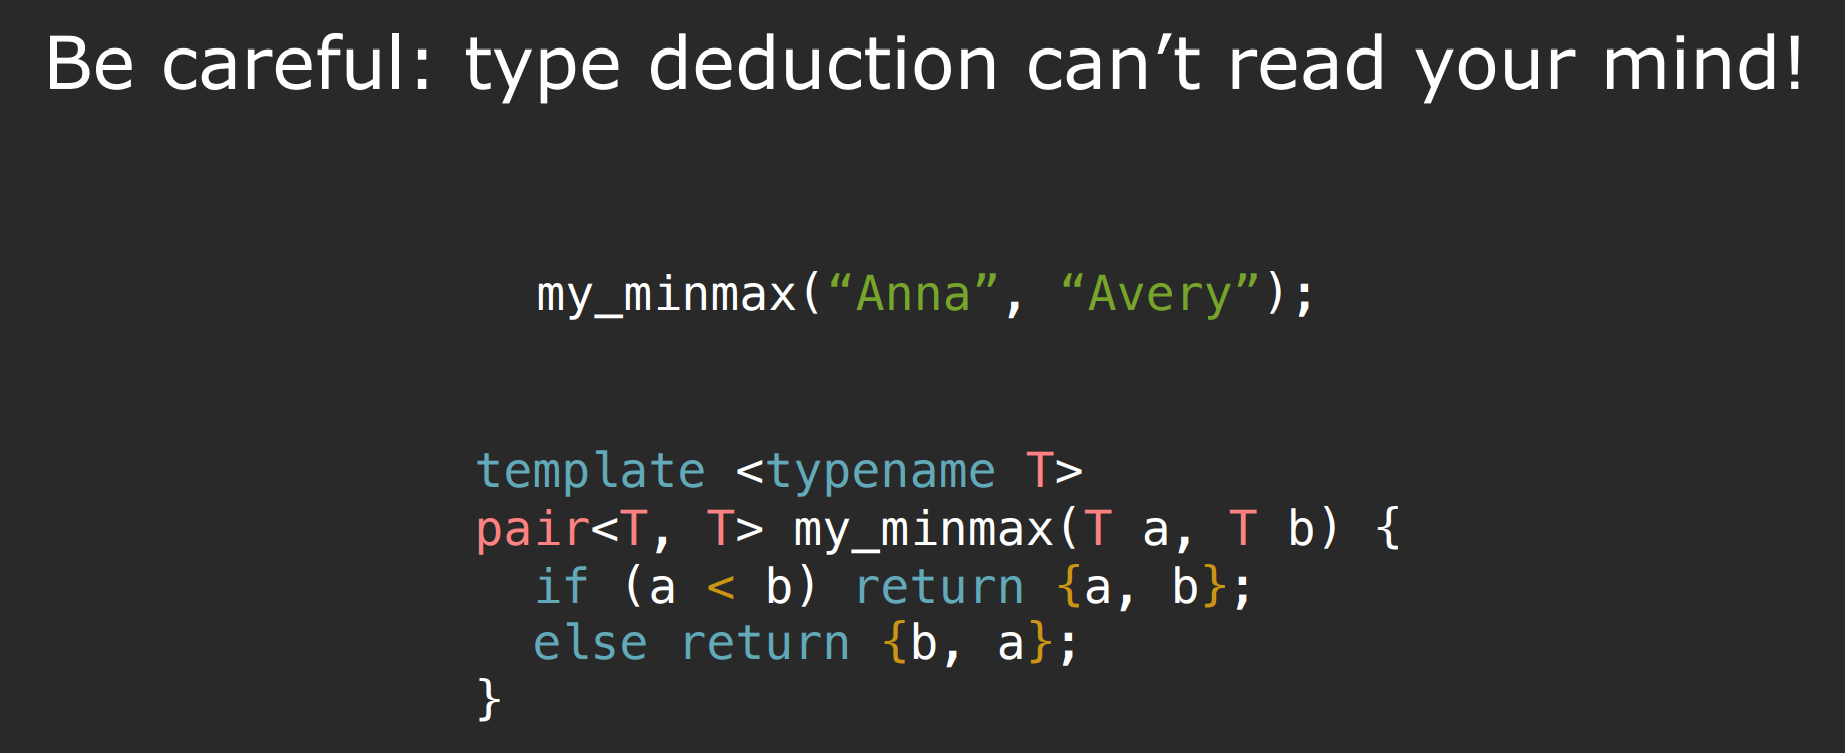 Be careful: type deduction can’t read your mind!
my_minmax(“Anna”, “Avery”);
template <typename T>
pair<T, T> my_minmax(T a, T b) {
if (a < b) return {a, b};
else return {b, a};
}